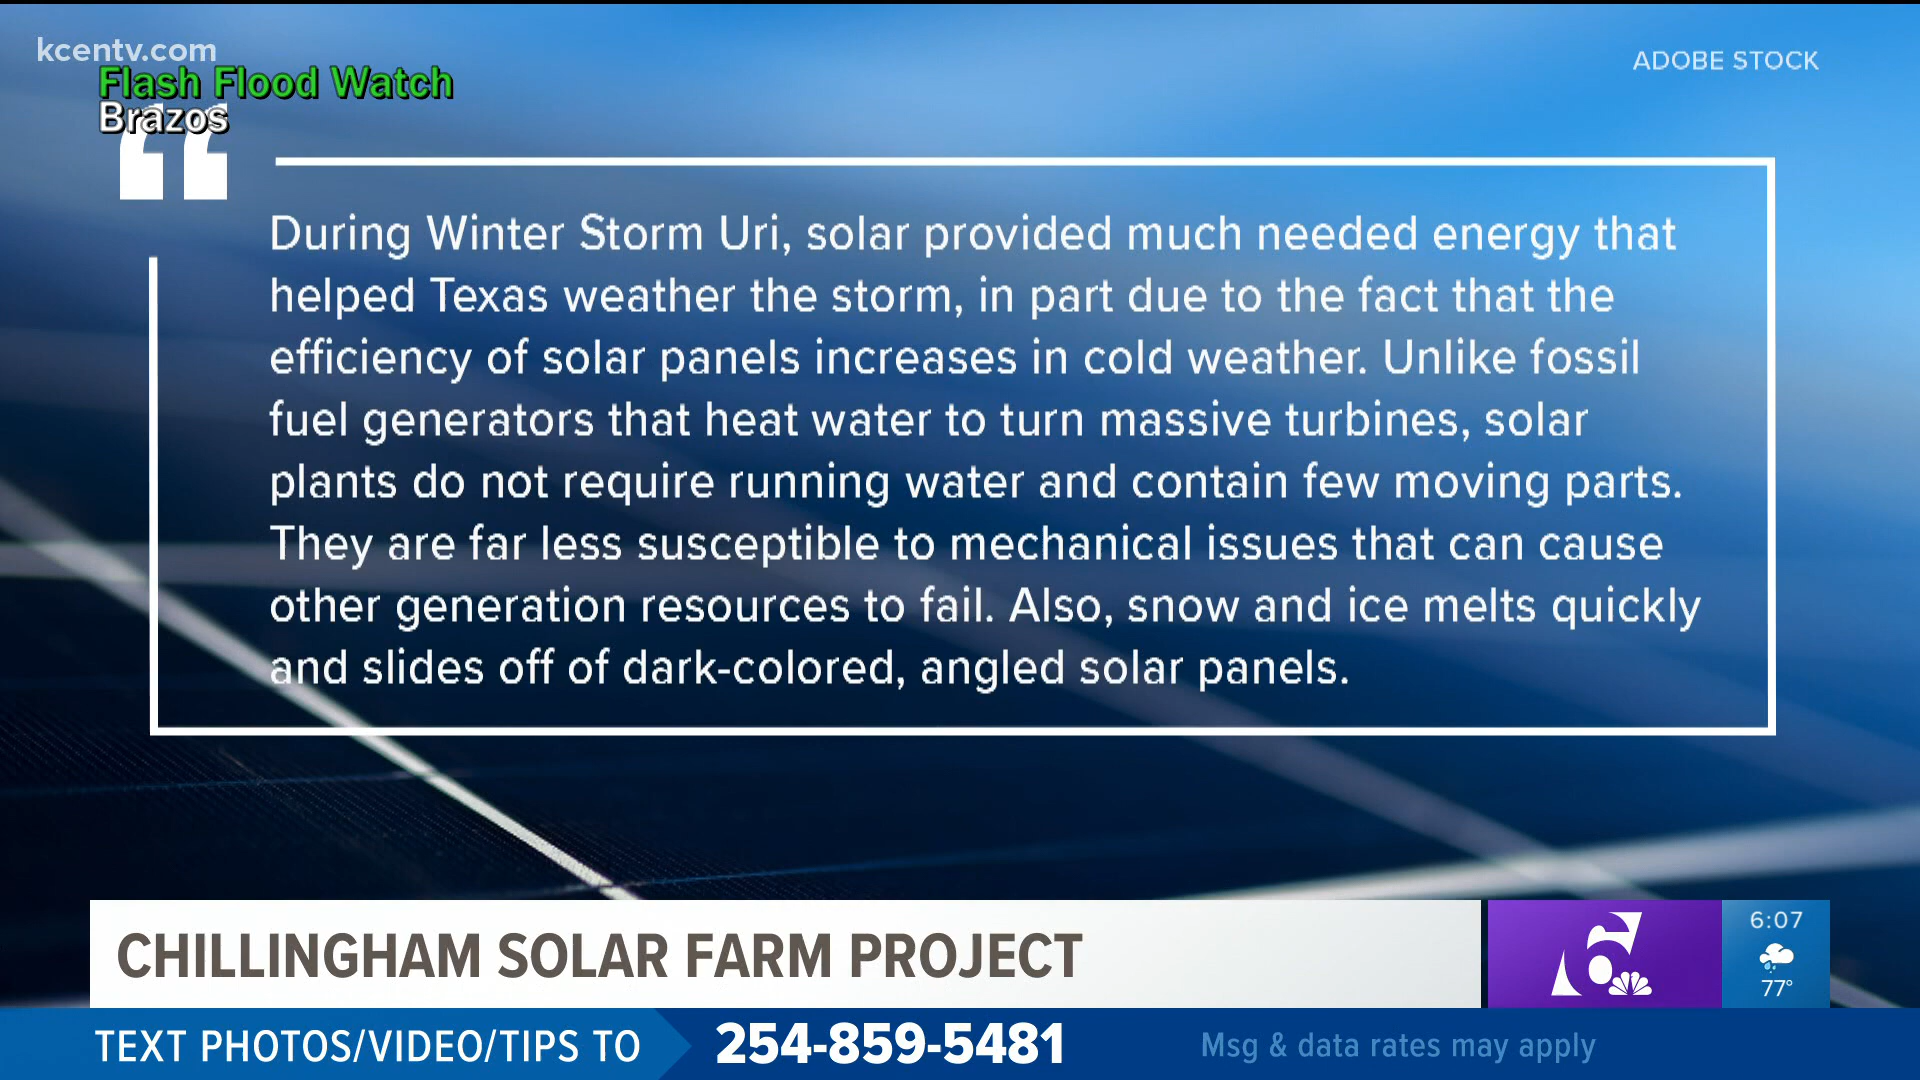 kcentv.com
ADOBE STOCK
Flash Flood Watch
Brazos
“
During Winter Storm Uri, solar provided much needed energy that
helped Texas weather the storm, in part due to the fact that the
efficiency of solar panels increases in cold weather. Unlike fossil
fuel generators that heat water to turn massive turbines, solar
plants do not require running water and contain few moving parts.
They are far less susceptible to mechanical issues that can cause
other generation resources to fail. Also, snow and ice melts quickly
and slides off of dark-colored, angled solar panels.
CHILLINGHAM SOLAR FARM PROJECT
6
6:07
77°
TEXT PHOTOS/VIDEO/TIPS TO
254-859-5481
Msg & data rates may apply